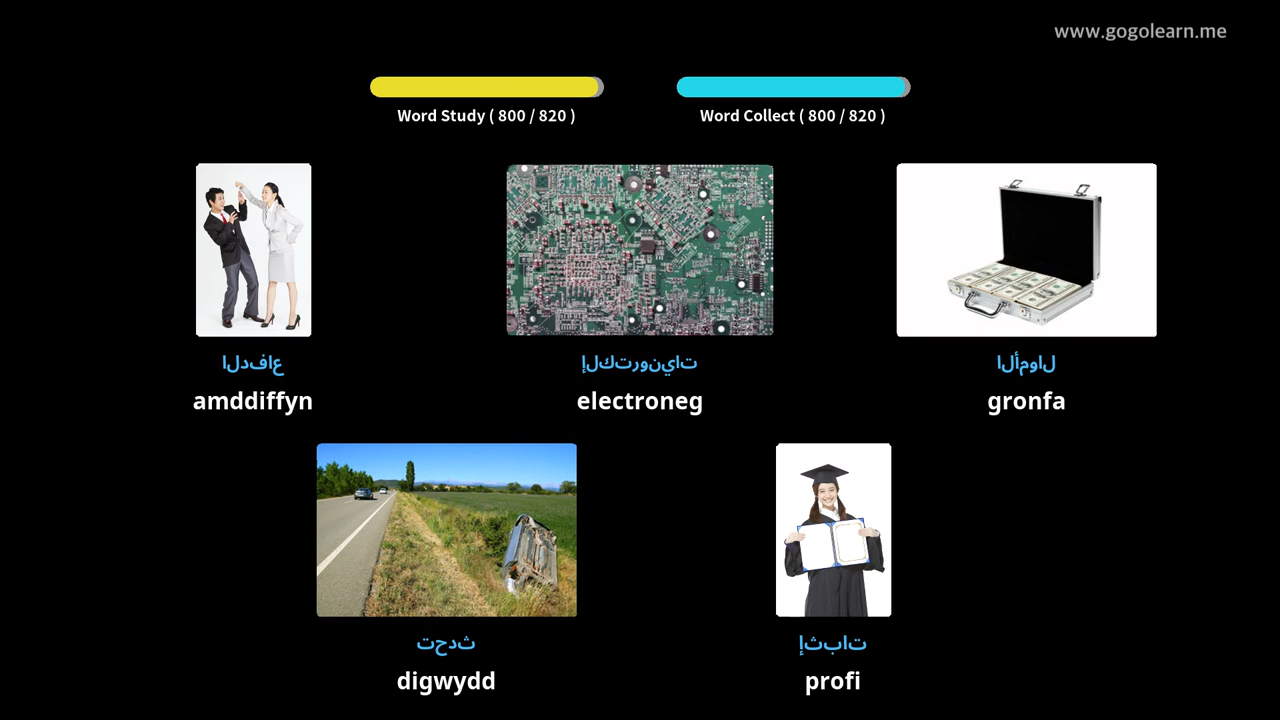 www.gogolearn.me
Word Study ( 800 / 820 )
Word Collect ( 800 / 820 )
الدفاع
amddiffyn
إلكترونيات
electroneg
الأموال
gronfa
تحدث
digwydd
إثبات
profi